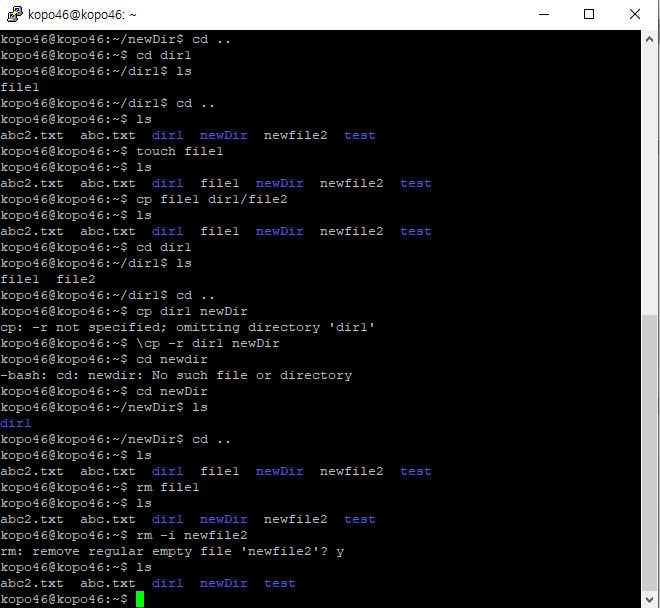 kopo46@kopo46: ~
kopo46@kopo46:~/newDir$ cd ..
kopo46@kopo46:~$ cd dir1
kopo46@kopo46:~/dir1$ ls
file1
kopo46@kopo46:~/dir1$ cd ..
kopo46@kopo46:~$ ls
abc2.txt  abc.txt  dir1  newDir  newfile2  test
kopo46@kopo46:~$ touch file1
kopo46@kopo46:~$ ls
abc2.txt  abc.txt  dir1  file1  newDir  newfile2  test
kopo46@kopo46:~$ cp file1 dir1/file2
kopo46@kopo46:~$ ls
abc2.txt  abc.txt  dir1  file1  newDir  newfile2  test
kopo46@kopo46:~$ cd dir1
kopo46@kopo46:~/dir1$ ls
file1  file2
kopo46@kopo46:~/dir1$ cd ..
kopo46@kopo46:~$ cp dir1 newDir
cp: -r not specified; omitting directory 'dir1'
kopo46@kopo46:~$ \cp -r dir1 newDir
kopo46@kopo46:~$ cd newdir
-bash: cd: newdir: No such file or directory
kopo46@kopo46:~$ cd newDir
kopo46@kopo46:~/newDir$ ls
dir1
kopo46@kopo46:~/newDir$ cd ..
kopo46@kopo46:~$ ls
abc2.txt  abc.txt  dir1  file1  newDir  newfile2  test
kopo46@kopo46:~$ rm file1
kopo46@kopo46:~$ ls
abc2.txt  abc.txt  dir1  newDir  newfile2  test
kopo46@kopo46:~$ rm -i newfile2
rm: remove regular empty file 'newfile2'? y
kopo46@kopo46:~$ ls
abc2.txt  abc.txt  dir1  newDir  test
kopo46@kopo46:~$